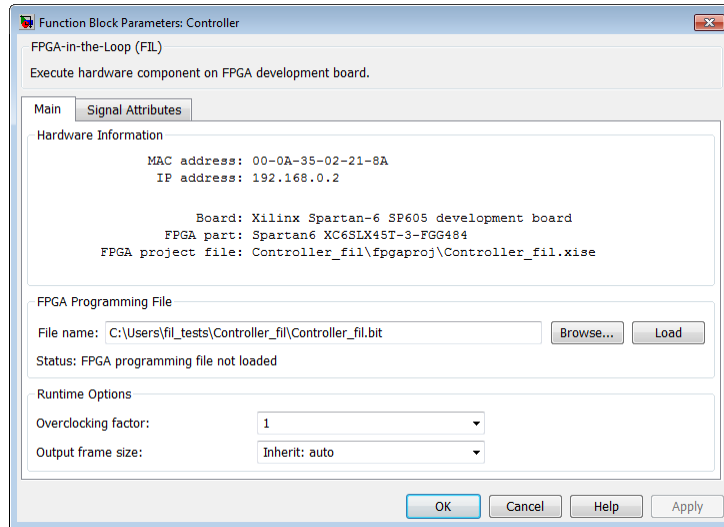 Function Block Parameters: Controller
FPGA-in-the-Loop (FIL)
Execute hardware component on FPGA development board.
Main Signal Attributes
Hardware Information
MAC address: 00-0A-35-02-21-8A
IP address: 192.168.0.2
Board: Xilinx Spartan-6 SP605 development board
FPGA part: Spartan6 XC6SLX45T-3-FGG484
FPGA project file: Controller_fil\fpgaproj\Controller_fil.xise
FPGA Programming File
File name: C:\Users\fil_tests\Controller_fil\Controller_fil.bit Browse... Load
Status: FPGA programming file not loaded
Runtime Options
Overclocking factor: 1
Output frame size: Inherit: auto
OK Cancel Help Apply